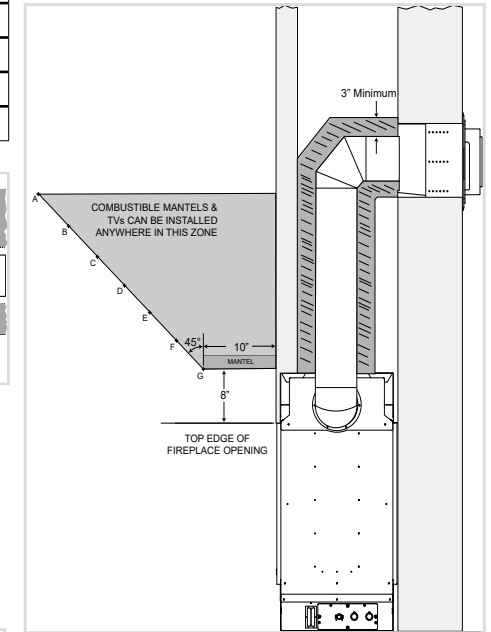 3" Minimum
A
COMBUSTIBLE MANTELS &
TVs CAN BE INSTALLED
ANYWHERE IN THIS ZONE
B
C
D
E
F
45°
10"
MANTEL
G
8"
TOP EDGE OF
FIREPLACE OPENING